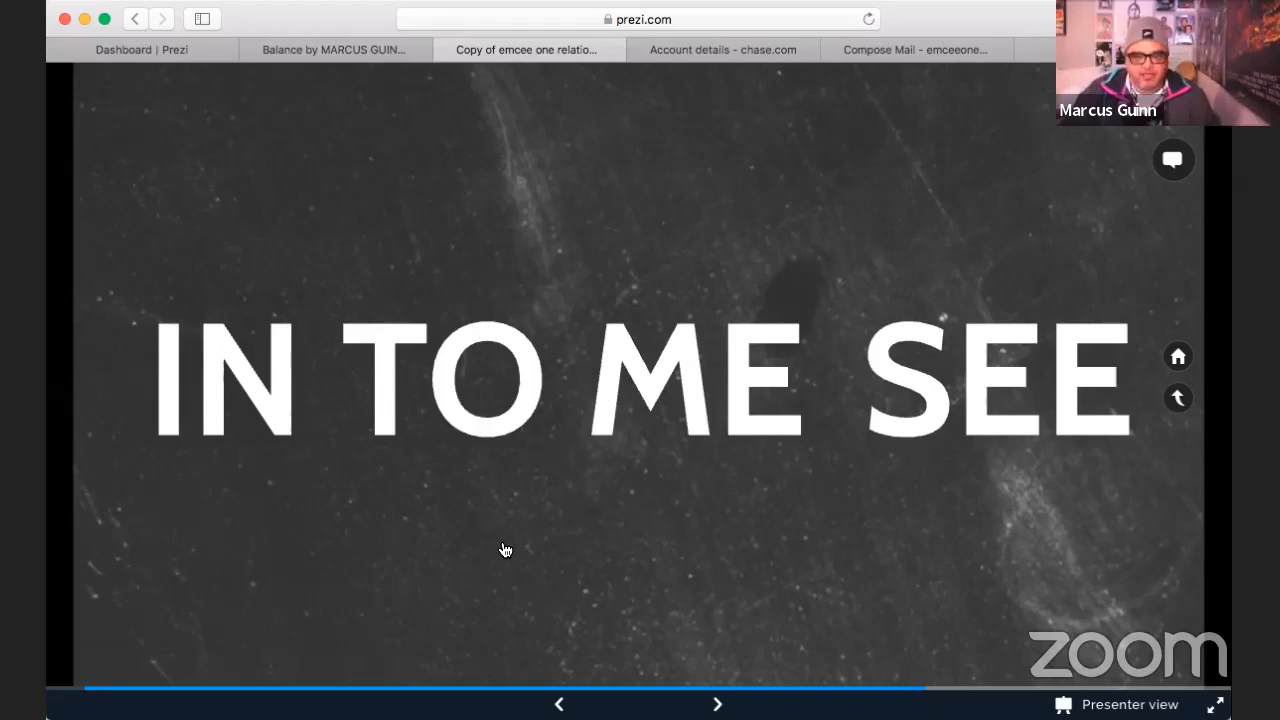 prezi.com
Dashboard | Prezi
Balance by MARCUS GUIN...
Copy of emcee one relatio...
Account details - chase.com
Compose Mail - emceeone...
Marcus Guinn
IN TO ME SEE
zoom
Presenter view